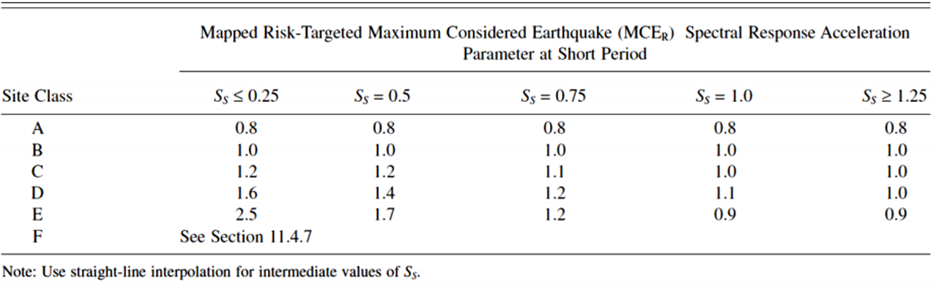 Mapped Risk-Targeted Maximum Considered Earthquake (MCER) Spectral Response Acceleration
Parameter at Short Period
Site Class SS ≤ 0.25 SS = 0.5 SS = 0.75 SS = 1.0 SS ≥ 1.25
A 0.8 0.8 0.8 0.8 0.8
B 1.0 1.0 1.0 1.0 1.0
C 1.2 1.2 1.1 1.0 1.0
D 1.6 1.4 1.2 1.1 1.0
E 2.5 1.7 1.2 0.9 0.9
F See Section 11.4.7
Note: Use straight-line interpolation for intermediate values of SS.